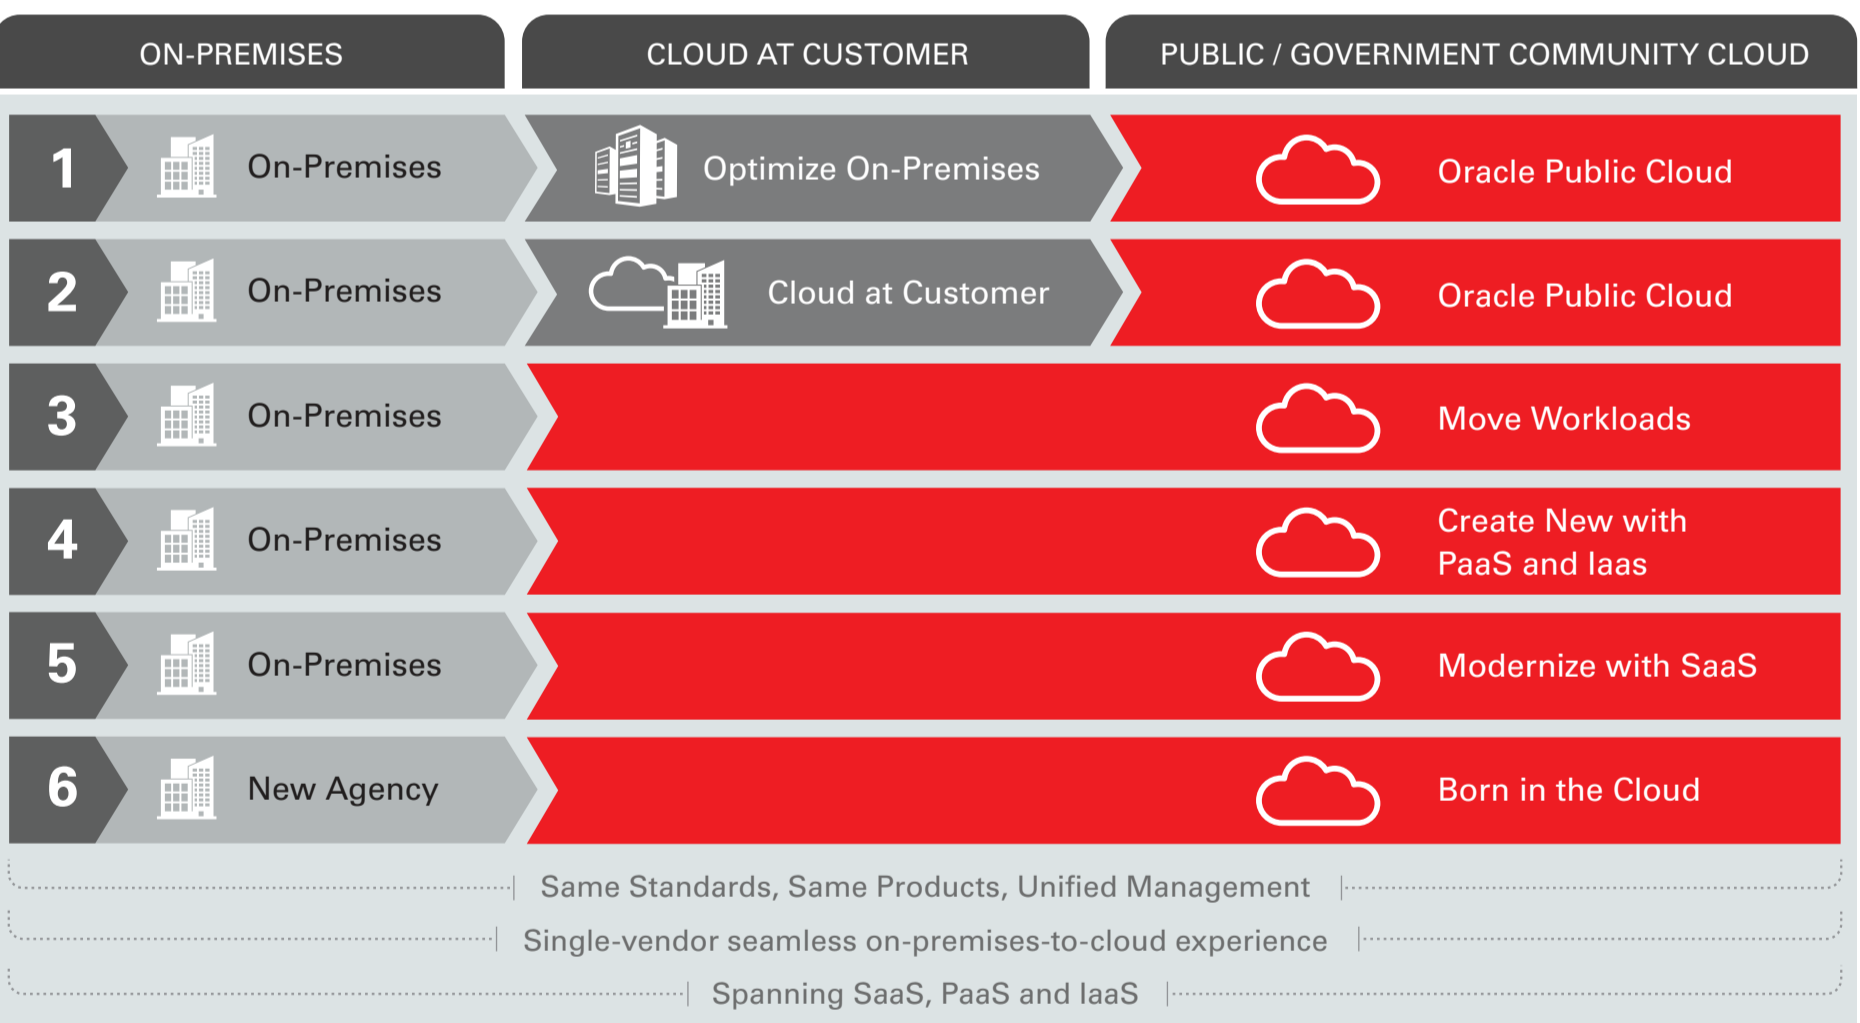 ON-PREMISES
CLOUD AT CUSTOMER
PUBLIC / GOVERNMENT COMMUNITY CLOUD
1
On-Premises
Optimize On-Premises
Oracle Public Cloud
2
On-Premises
Cloud at Customer
Oracle Public Cloud
3
On-Premises
Move Workloads
4
On-Premises
Create New with
PaaS and Iaas
5
On-Premises
Modernize with SaaS
6
New Agency
Born in the Cloud
Same Standards, Same Products, Unified Management
Single-vendor seamless on-premises-to-cloud experience
Spanning SaaS, PaaS and IaaS